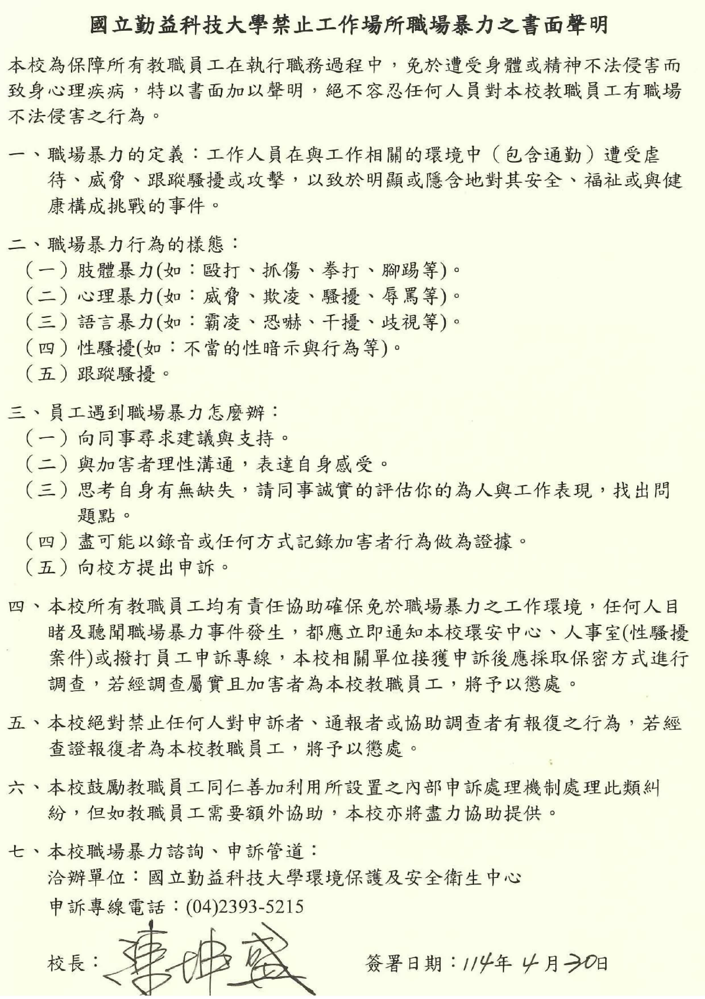 國立勤益科技大學禁止工作場所職場暴力之書面聲明
本校為保障所有教職員工在執行職務過程中，免於遭受身體或精神不法侵害而
致身心理疾病，特以書面加以聲明，絕不容忍任何人員對本校教職員工有職場
不法侵害之行為。
一、職場暴力的定義：工作人員在與工作相關的環境中（包含通勤）遭受虐
待、威脅、跟蹤騷擾或攻擊，以致於明顯或隱含地對其安全、福祉或與健
康構成挑戰的事件。
二、職場暴力行為的樣態：
（一）肢體暴力(如：毆打、抓傷、拳打、腳踢等)。
（二）心理暴力(如：威脅、欺凌、騷擾、辱罵等)。
（三）語言暴力(如：霸凌、恐嚇、干擾、歧視等)。
（四）性騷擾(如：不當的性暗示與行為等)。
（五）跟蹤騷擾。
三、員工遇到職場暴力怎麼辦：
（一）向同事尋求建議與支持。
（二）與加害者理性溝通，表達自身感受。
（三）思考自身有無缺失，請同事誠實的評估你的為人與工作表現，找出問
題點。
（四）盡可能以錄音或任何方式記錄加害者行為做為證據。
（五）向校方提出申訴。
四、本校所有教職員工均有責任協助確保免於職場暴力之工作環境，任何人目
睹及聽聞職場暴力事件發生，都應立即通知本校環安中心、人事室(性騷擾
案件)或撥打員工申訴專線，本校相關單位接獲申訴後應採取保密方式進行
調查，若經調查屬實且加害者為本校教職員工，將予以懲處。
五、本校絕對禁止任何人對申訴者、通報者或協助調查者有報復之行為，若經
查證報復者為本校教職員工，將予以懲處。
六、本校鼓勵教職員工同仁善加利用所設置之內部申訴處理機制處理此類糾
紛，但如教職員工需要額外協助，本校亦將盡力協助提供。
七、本校職場暴力諮詢、申訴管道：
洽辦單位：國立勤益科技大學環境保護及安全衛生中心
申訴專線電話：(04)2393-5215
校長：陳坤盛 簽署日期：114年 4 月30日